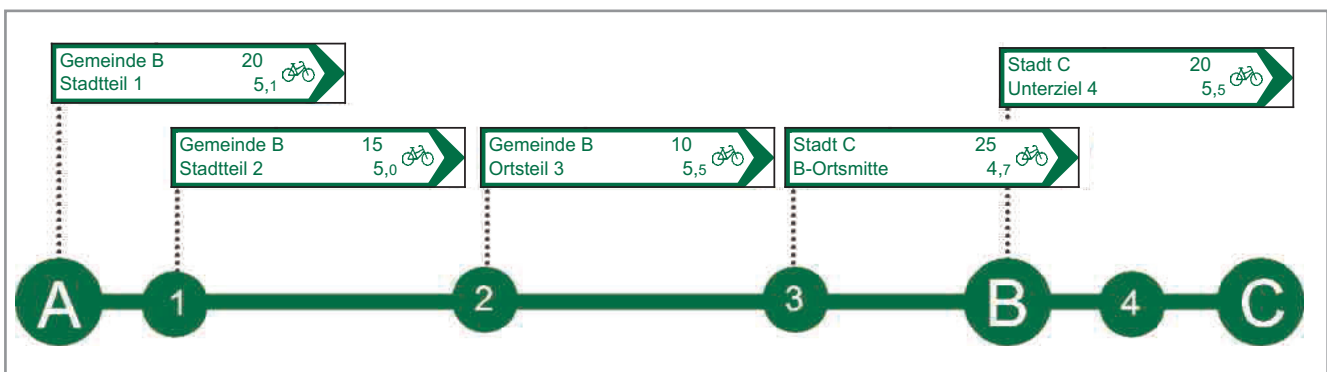 Gemeinde B 20
Stadtteil 1 5,1
Stadt C 20
Unterziel 4 5,5
Gemeinde B 15
Stadtteil 2 5,0
Gemeinde B 10
Ortsteil 3 5,5
Stadt C 25
B-Ortsmitte 4,7
A 1 2 3 B 4 C